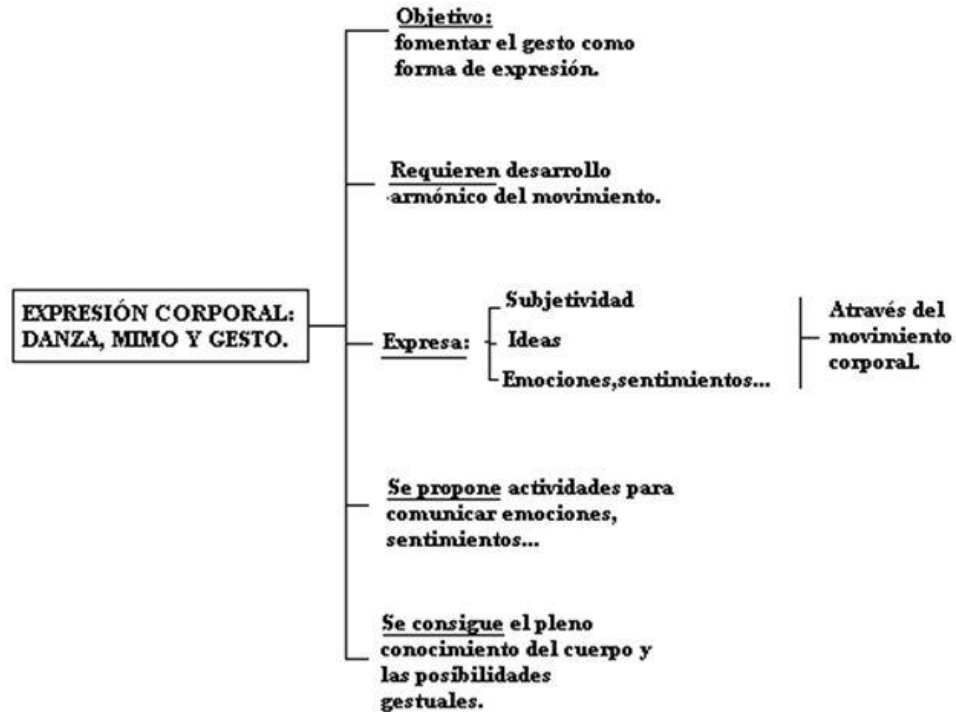 Objetivo:
fomentar el gesto como
forma de expresión.
Requieren desarrollo
armónico del movimiento.
EXPRESIÓN CORPORAL:
DANZA, MIMO Y GESTO.
Expresa:
Subjetividad
Ideas
Emociones,sentimientos...
Através del
movimiento
corporal.
Se propone actividades para
comunicar emociones,
sentimientos...
Se consigue el pleno
conocimiento del cuerpo y
las posibilidades
gestuales.